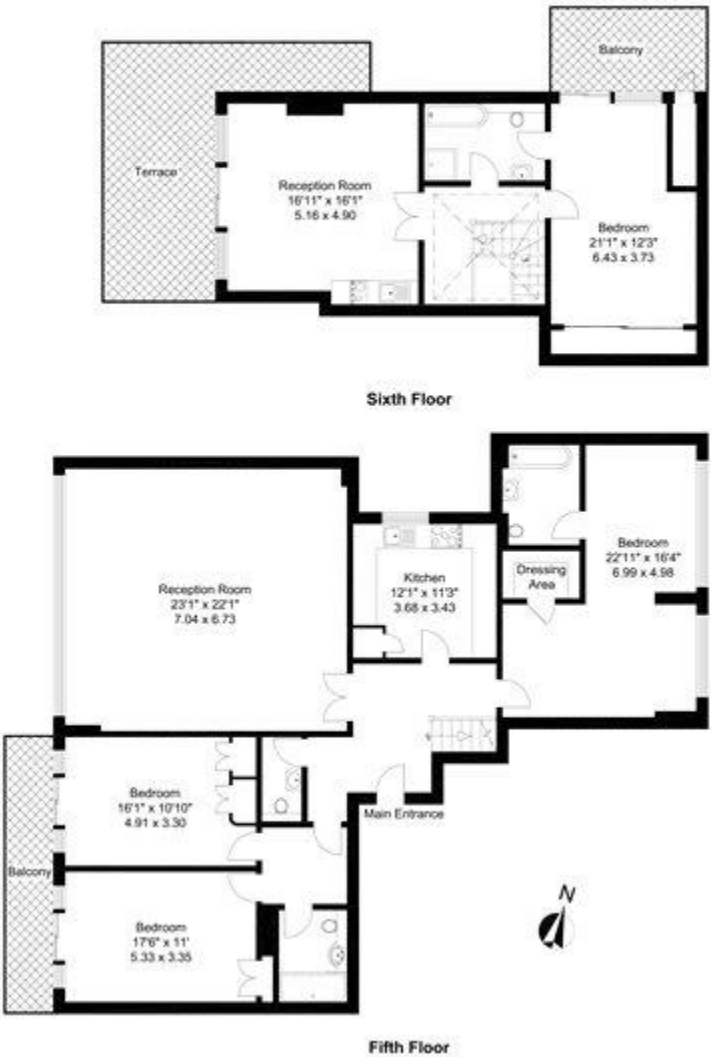 Balcony
Terrace
Reception Room
16'11" x 16'1"
5.16 x 4.90
Bedroom
21'1" x 12'3"
6.43 x 3.73
Sixth Floor
Bedroom
22'11" x 16'4"
6.99 x 4.98
Dressing
Area
Kitchen
12'1" x 11'3"
3.68 x 3.43
Reception Room
23'1" x 22'1"
7.04 x 6.73
Bedroom
16'1" x 10'10"
4.91 x 3.30
Main Entrance
Balcony
Bedroom
17'6" x 11'
5.33 x 3.35
N
Fifth Floor